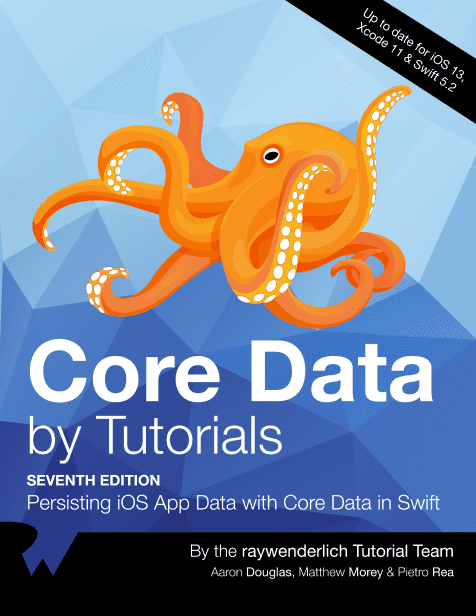 Up to date for iOS 13,
Xcode 11 & Swift 5.2
Core Data
by Tutorials
SEVENTH EDITION
Persisting iOS App Data with Core Data in Swift
By the raywenderlich Tutorial Team
Aaron Douglas, Matthew Morey & Pietro Rea